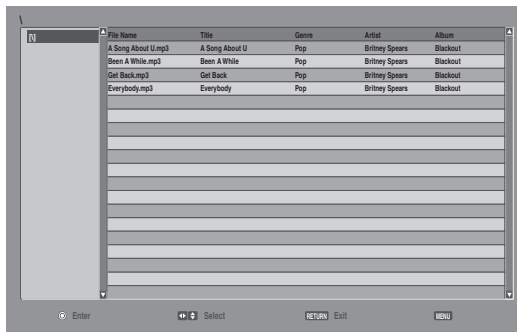 \
[\]
File Name Title Genre Artist Album
A Song About U.mp3 A Song About U Pop Britney Spears Blackout
Been A While.mp3 Been A While Pop Britney Spears Blackout
Get Back.mp3 Get Back Pop Britney Spears Blackout
Everybody.mp3 Everybody Pop Britney Spears Blackout
Enter Select RETURN Exit MENU